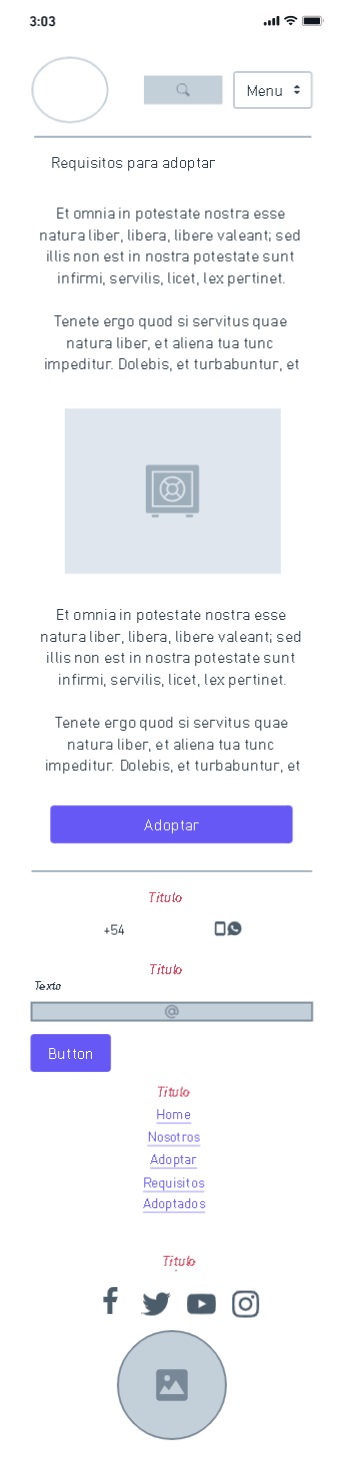 3:03
Menu
Requisitos para adoptar
Et omnia in potestate nostra esse
natura liber, libera, libere valeant; sed
illis non est in nostra potestate sunt
infirmi, servilis, licet, lex pertinet.
Tenete ergo quod si servitus quae
natura liber, et aliena tua tunc
impeditur. Dolebis, et turbabuntur, et
Et omnia in potestate nostra esse
natura liber, libera, libere valeant; sed
illis non est in nostra potestate sunt
infirmi, servilis, licet, lex pertinet.
Tenete ergo quod si servitus quae
natura liber, et aliena tua tunc
impeditur. Dolebis, et turbabuntur, et
Adoptar
Titulo
+54
Titulo
Texto
@
Button
Titulo
Home
Nosotros
Adoptar
Requisitos
Adoptados
Titulo